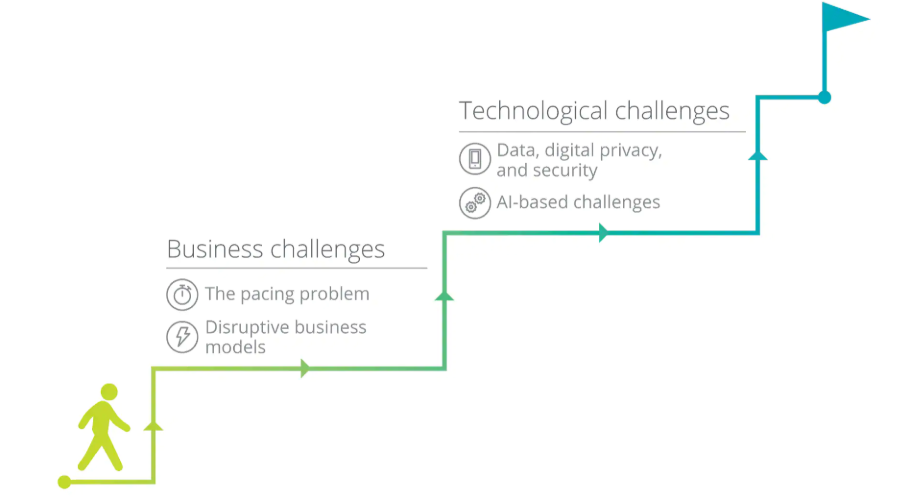 Technological challenges
Data, digital privacy,
and security
AI-based challenges
Business challenges
The pacing problem
Disruptive business
models